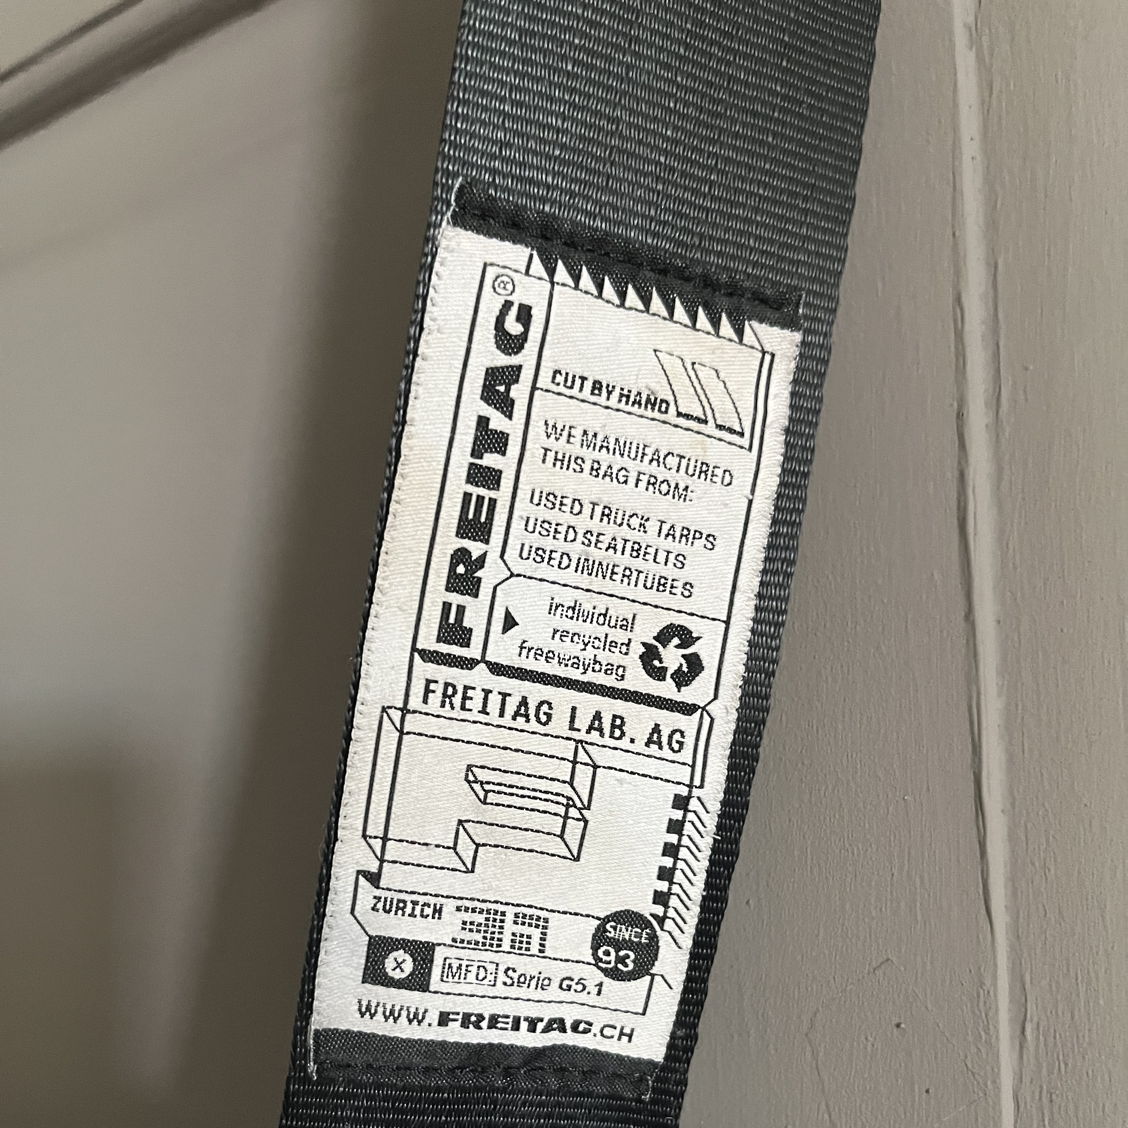 FREITAG®
CUT BY HAND
WE MANUFACTURED
THIS BAG FROM:
USED TRUCK TARPS
USED SEATBELTS
USED INNERTUBES
individual
recycled
freewaybag
FREITAG LAB. AG
ZURICH
SINCE
93
X
MFD: Serie G5.1
WWW.FREITAG.CH